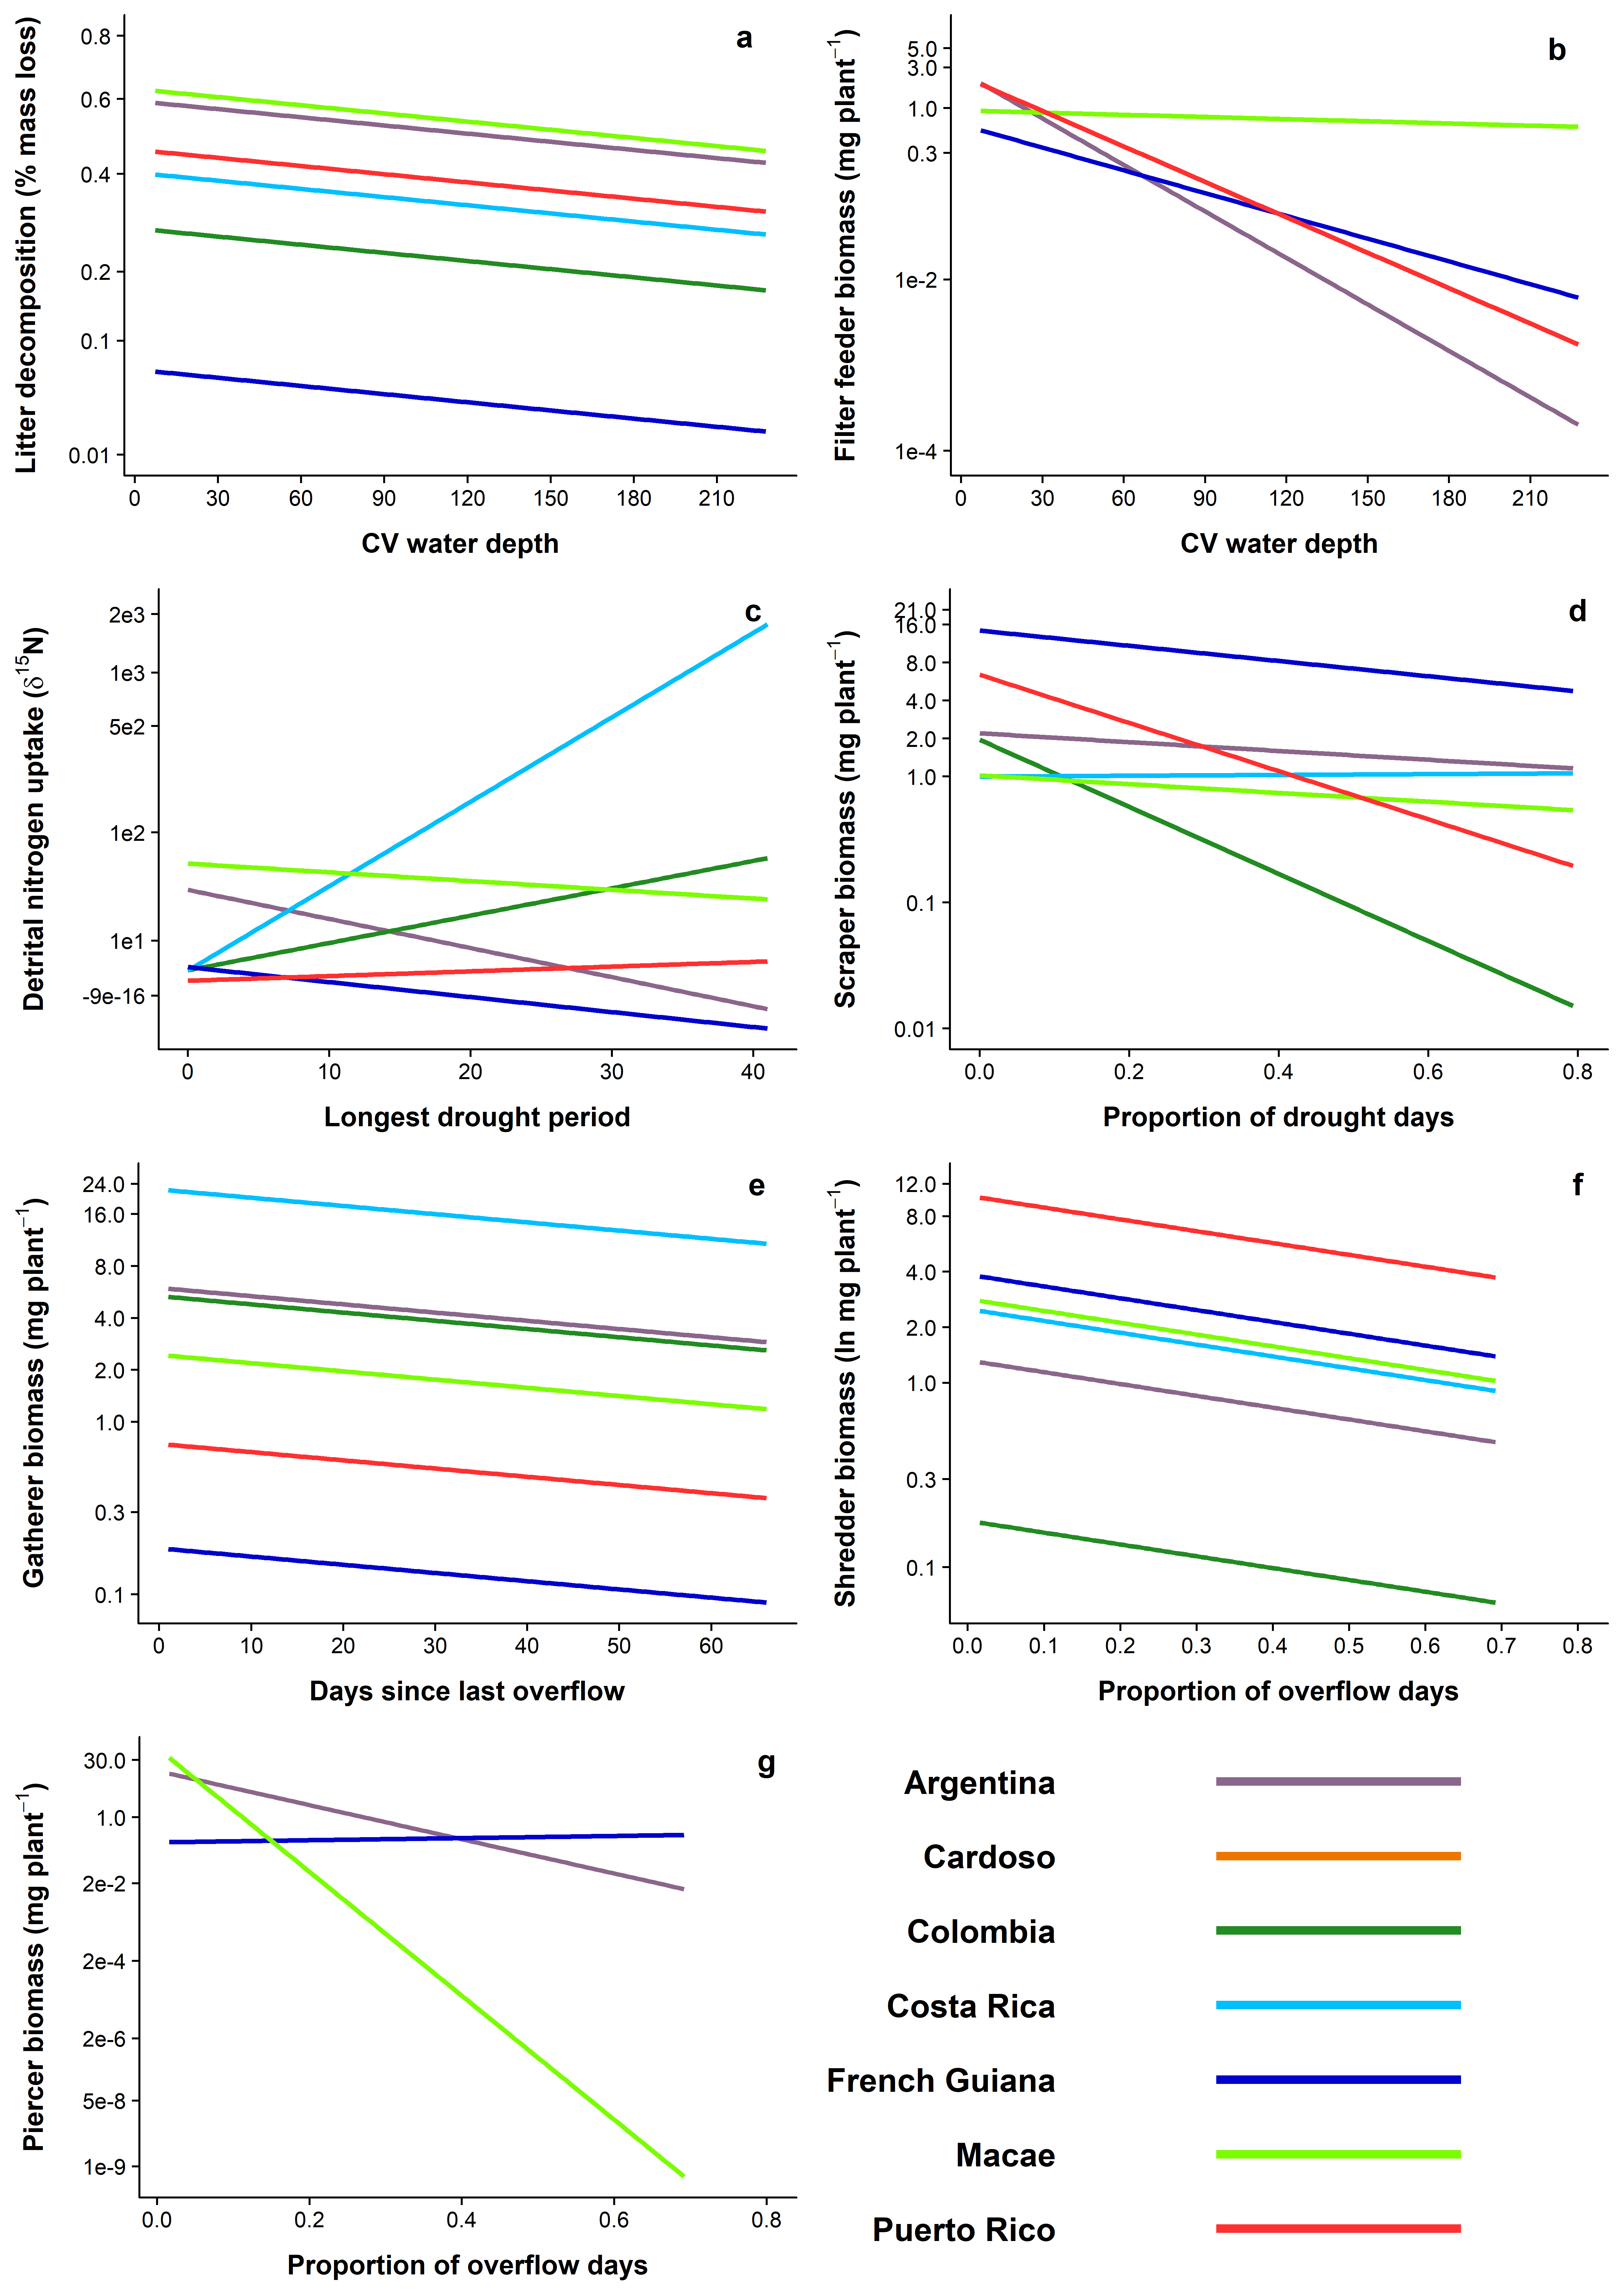 a
Litter decomposition (% mass loss)
0.8
0.6
0.4
0.2
0.1
0.01
0 30 60 90 120 150 180 210
CV water depth
b
Filter feeder biomass (mg plant⁻¹)
5.0
3.0
1.0
0.3
1e-2
1e-4
0 30 60 90 120 150 180 210
CV water depth
c
Detrital nitrogen uptake (δ¹⁵N)
2e3
1e3
5e2
1e2
1e1
-9e-16
0 10 20 30 40
Longest drought period
d
Scraper biomass (mg plant⁻¹)
21.0
16.0
8.0
4.0
2.0
1.0
0.1
0.01
0.0 0.2 0.4 0.6 0.8
Proportion of drought days
e
Gatherer biomass (mg plant⁻¹)
24.0
16.0
8.0
4.0
2.0
1.0
0.3
0.1
0 10 20 30 40 50 60
Days since last overflow
f
Shredder biomass (ln mg plant⁻¹)
12.0
8.0
4.0
2.0
1.0
0.3
0.1
0.0 0.1 0.2 0.3 0.4 0.5 0.6 0.7 0.8
Proportion of overflow days
g
Piercer biomass (mg plant⁻¹)
30.0
1.0
2e-2
2e-4
2e-6
5e-8
1e-9
0.0 0.2 0.4 0.6 0.8
Proportion of overflow days
Argentina
Cardoso
Colombia
Costa Rica
French Guiana
Macae
Puerto Rico